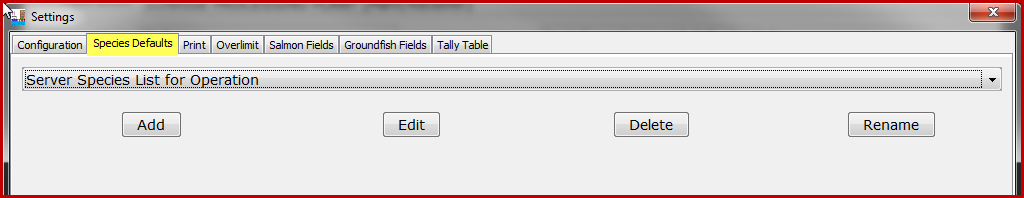 Settings
Configuration Species Defaults Print Overlimit Salmon Fields Groundfish Fields Tally Table
Server Species List for Operation
Add Edit Delete Rename